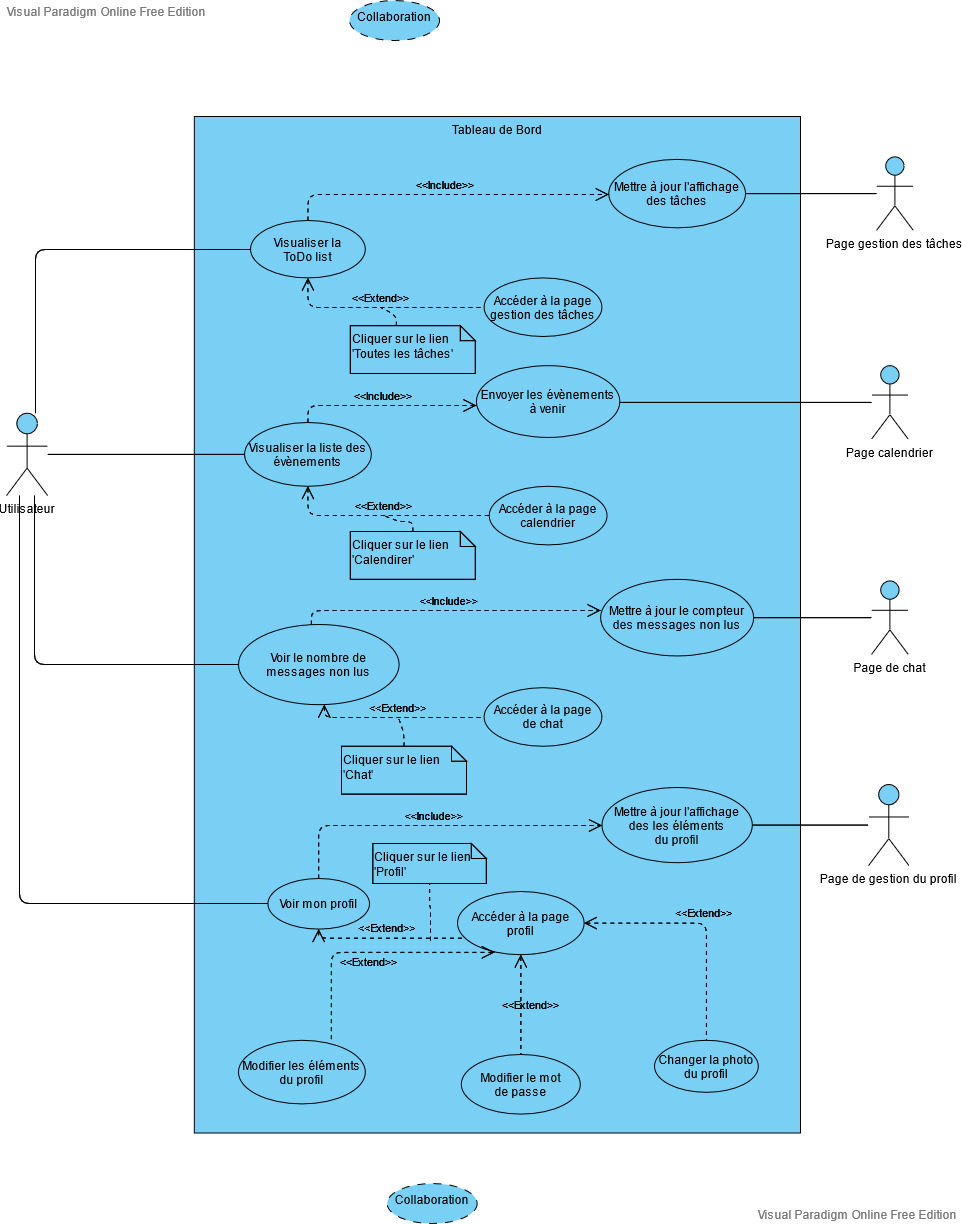 Visual Paradigm Online Free Edition
Collaboration
Tableau de Bord
<<Include>>
Mettre à jour l'affichage
des tâches
Page gestion des tâches
Visualiser la
ToDo list
<<Extend>>
Accéder à la page
gestion des tâches
Cliquer sur le lien
'Toutes les tâches'
<<Include>>
Envoyer les évènements
à venir
Page calendrier
Visualiser la liste des
évènements
Utilisateur
<<Extend>>
Accéder à la page
calendrier
Cliquer sur le lien
'Calendirer'
<<Include>>
Mettre à jour le compteur
des messages non lus
Page de chat
Voir le nombre de
messages non lus
<<Extend>>
Accéder à la page
de chat
Cliquer sur le lien
'Chat'
<<Include>>
Mettre à jour l'affichage
des les éléments
du profil
Page de gestion du profil
Cliquer sur le lien
'Profil'
Voir mon profil
Accéder à la page
profil
<<Extend>>
<<Extend>>
<<Extend>>
<<Extend>>
Modifier les éléments
du profil
Modifier le mot
de passe
Changer la photo
du profil
Collaboration
Visual Paradigm Online Free Edition